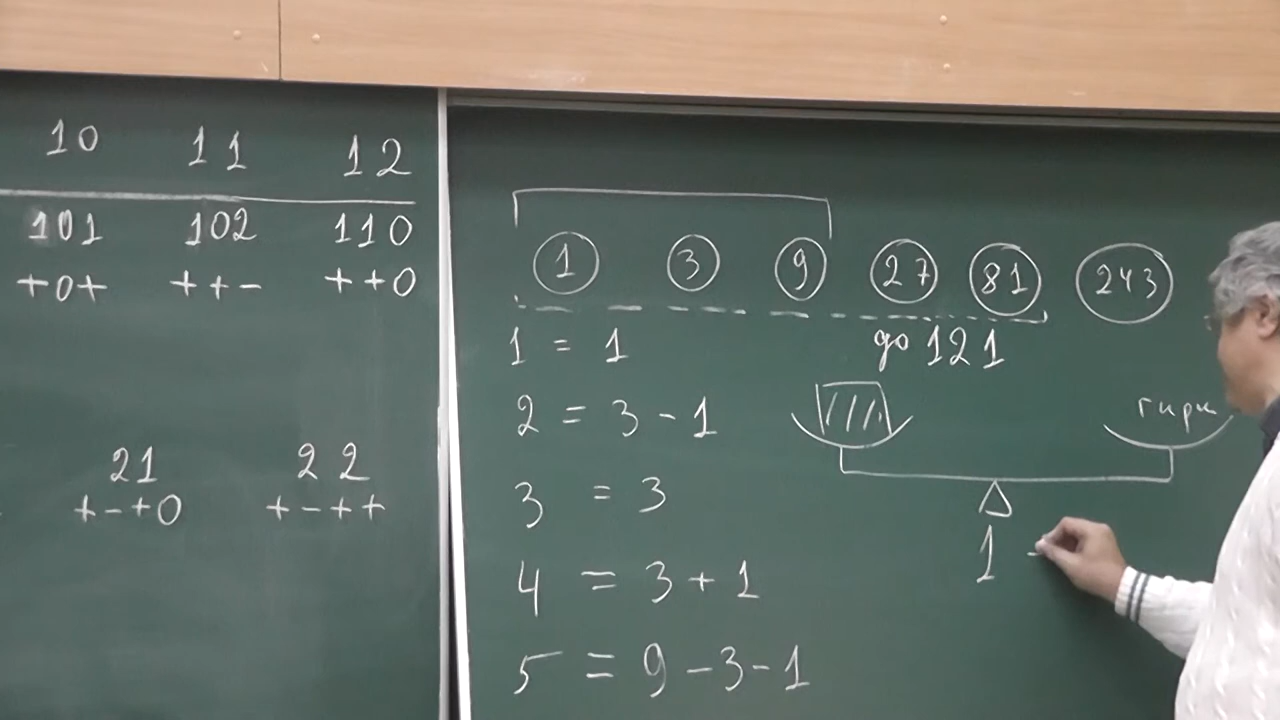 10 11 12
101 102 110
+0+ ++- ++0
21 22
+-+0 +-++
1 3 9 27 81 243
1 = 1
до 121
2 = 3 - 1
гири
3 = 3
1 -
4 = 3 + 1
5 = 9 - 3 - 1